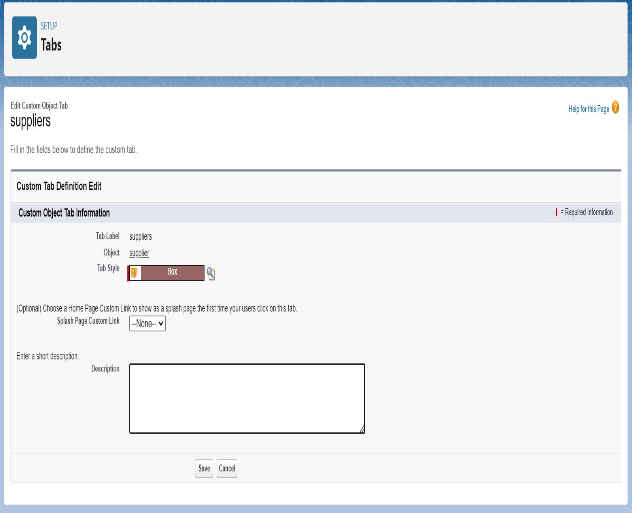 SETUP
Tabs
Edit Custom Object Tab
suppliers
Help for this Page
Fill in the fields below to define the custom tab.
Custom Tab Definition Edit
Custom Object Tab Information
= Required Information
Tab Label suppliers
Object supplier
Tab Style Box
(Optional) Choose a Home Page Custom Link to show as a splash page the first time your users click on this tab.
Splash Page Custom Link --None--
Enter a short description.
Description
Save Cancel